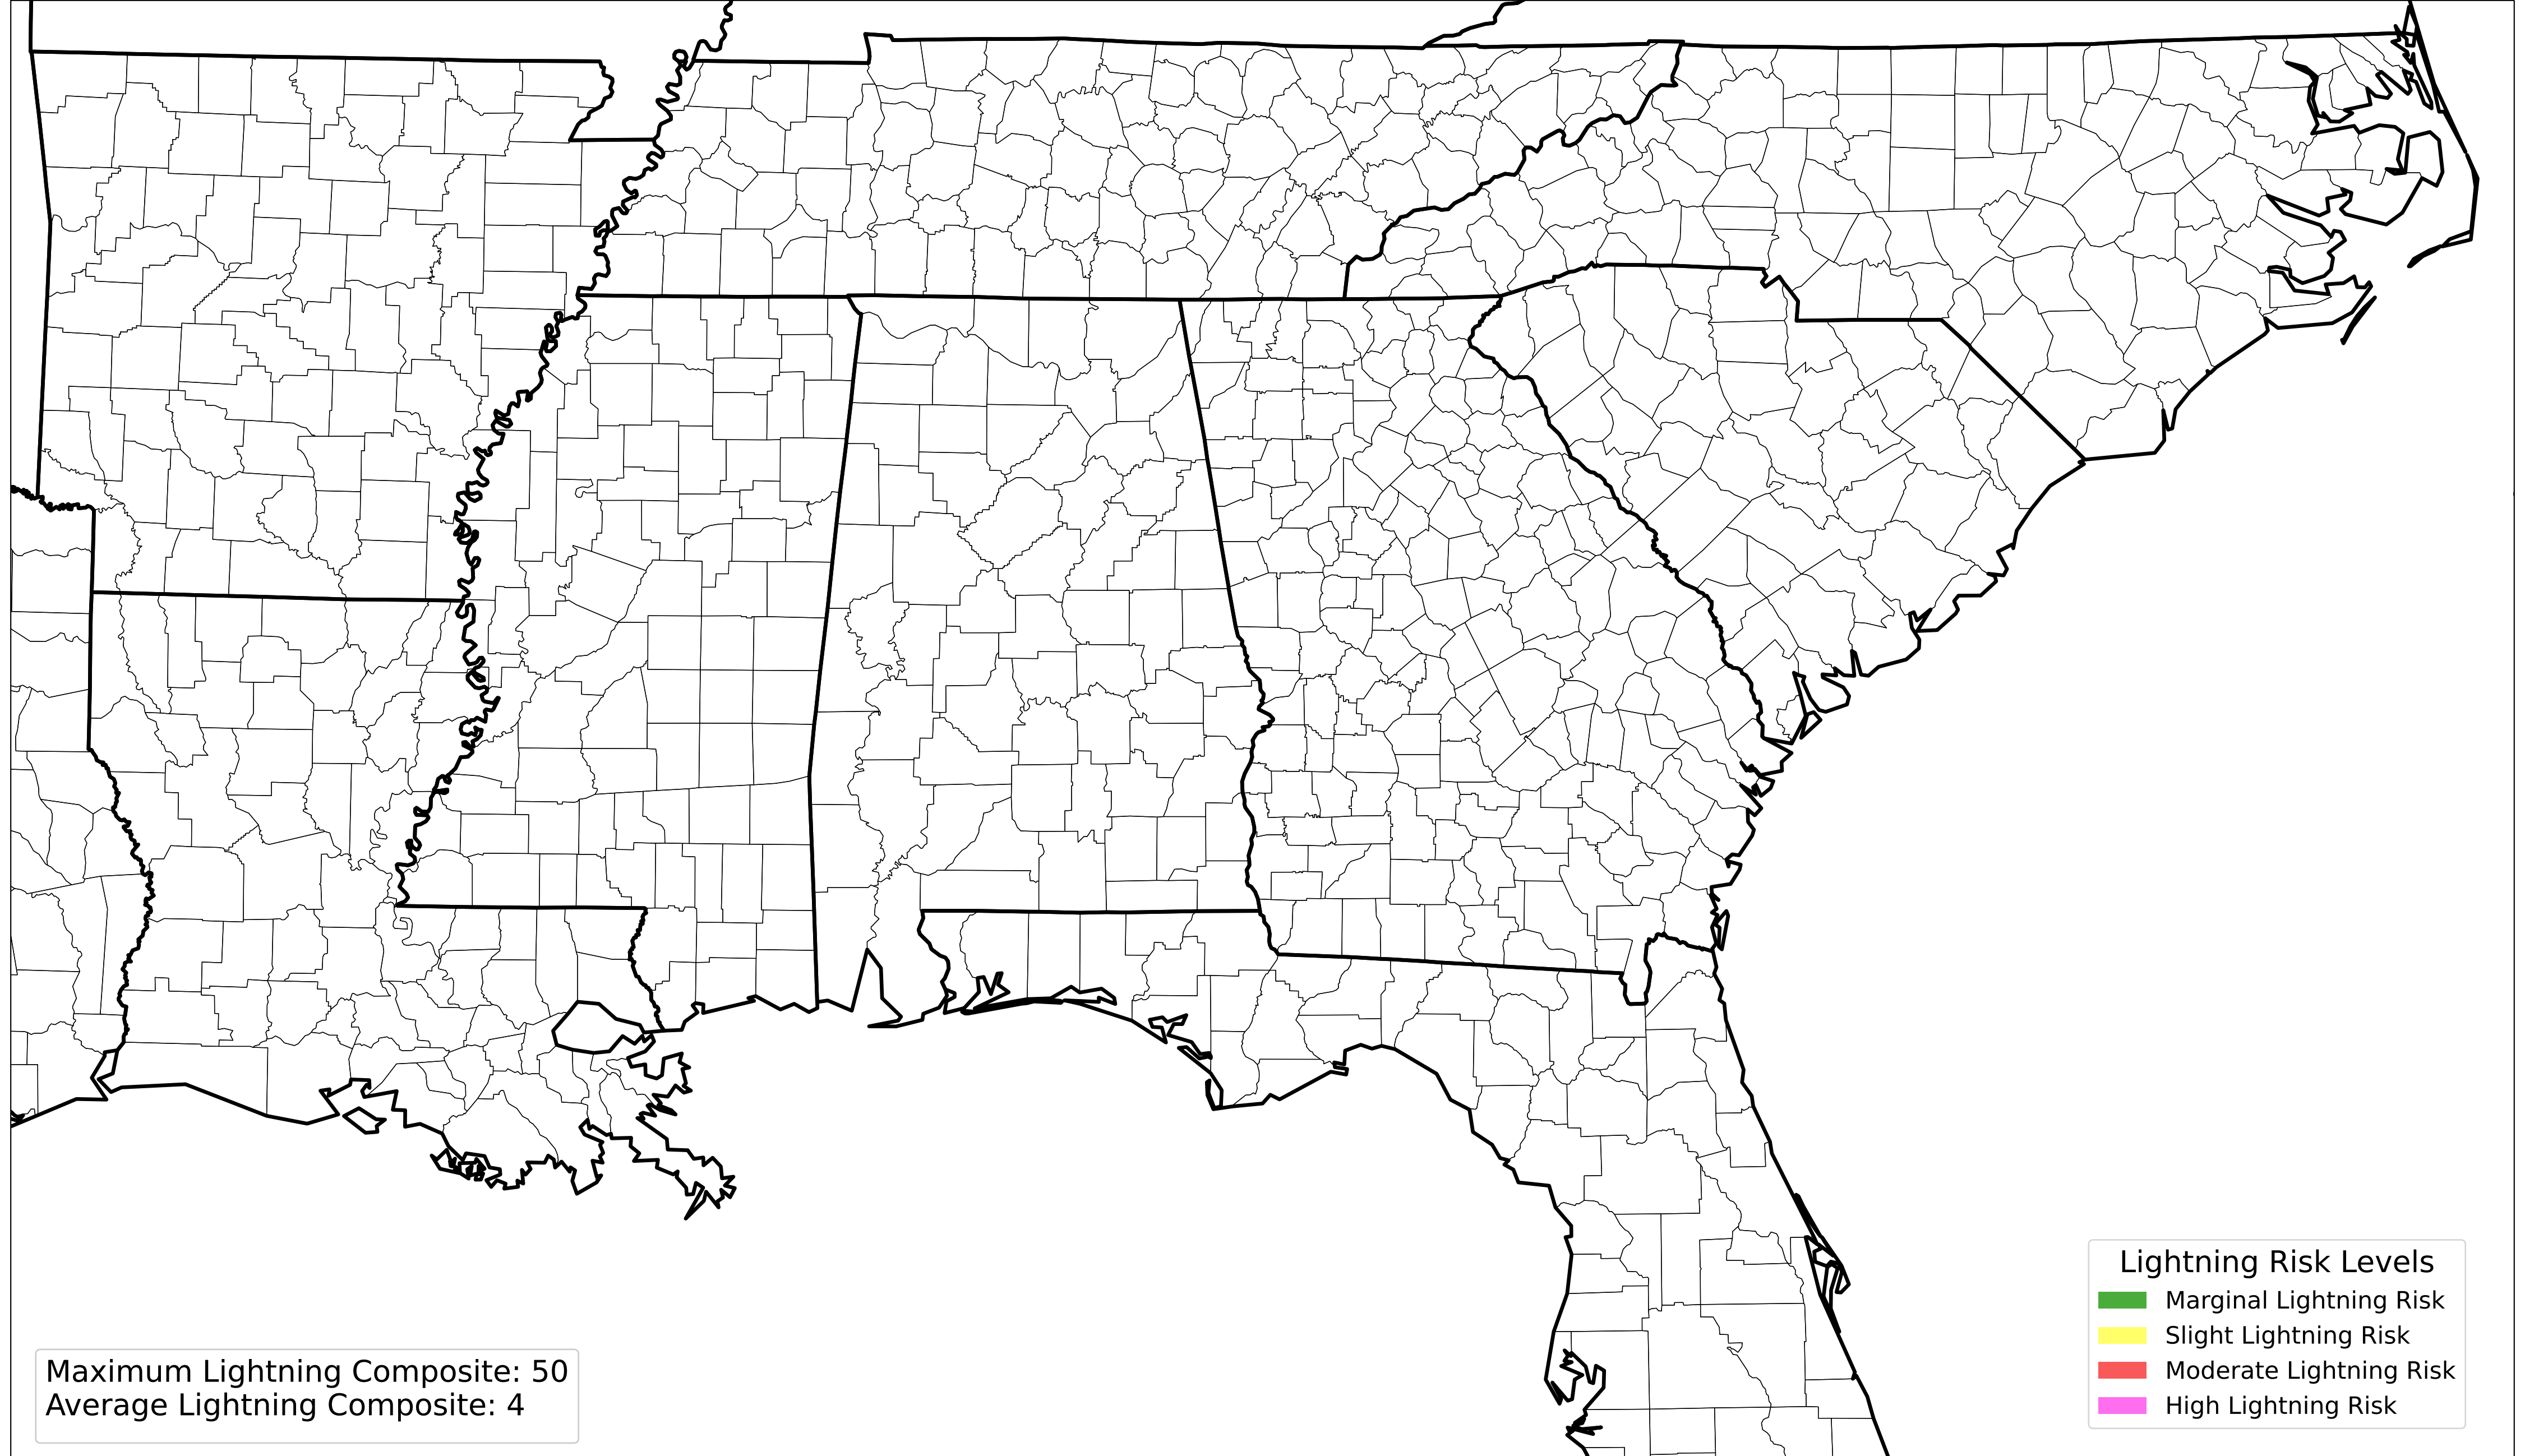 Lightning Risk Levels
Marginal Lightning Risk
Slight Lightning Risk
Moderate Lightning Risk
High Lightning Risk
Maximum Lightning Composite: 50
Average Lightning Composite: 4